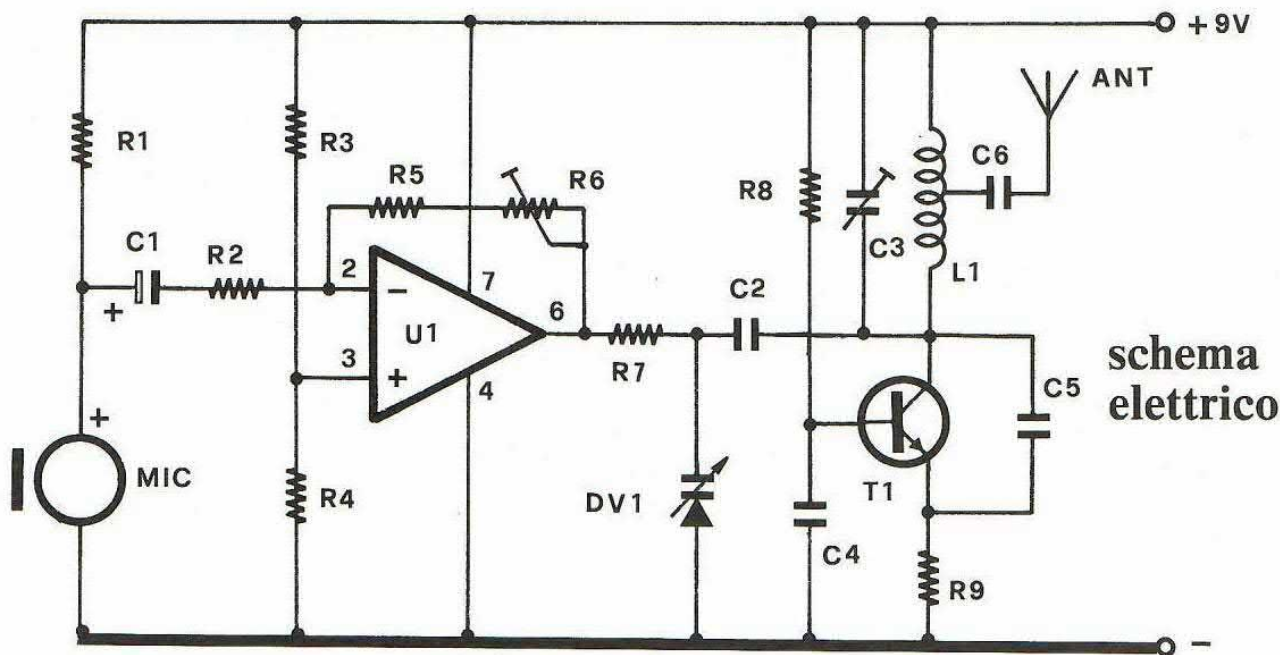 + 9V
ANT
R1
R3
R5
R6
R8
C3
C6
L1
C1
+
R2
2
−
7
U1
6
3
+
4
R7
C2
C5
schema
elettrico
+
MIC
R4
DV1
C4
T1
R9
−